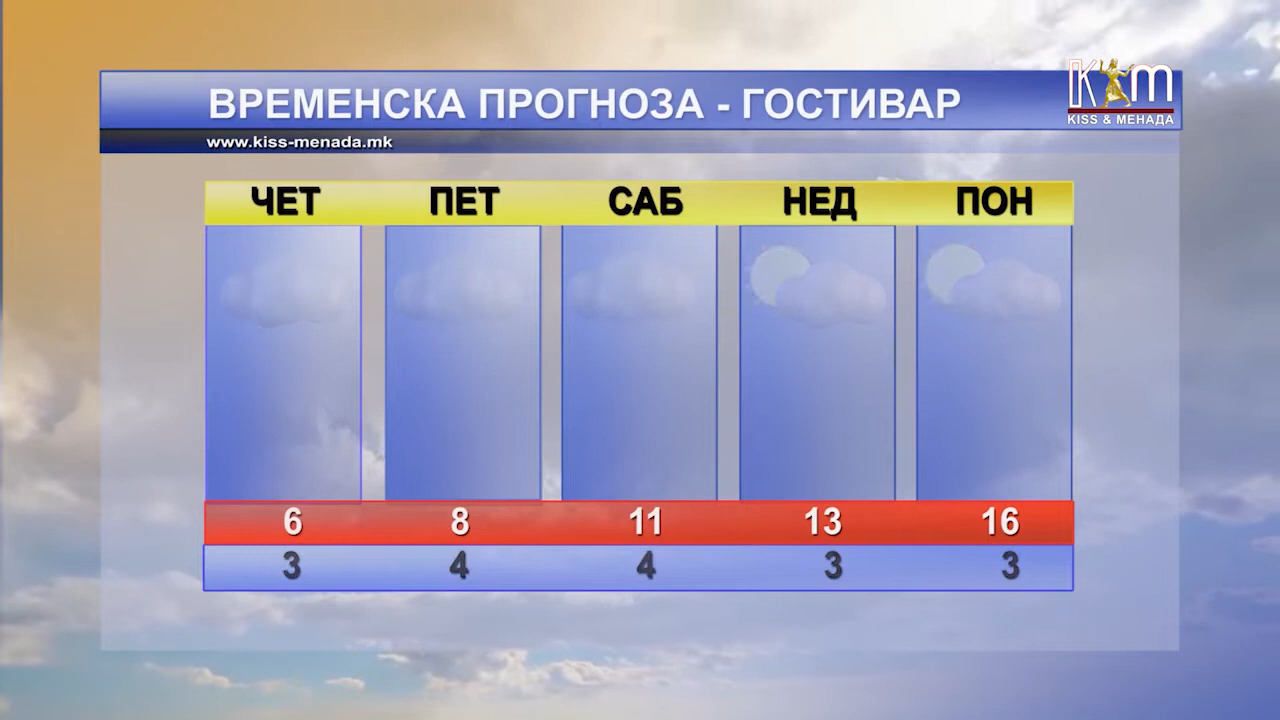 ВРЕМЕНСКА ПРОГНОЗА - ГОСТИВАР
Km
KISS & МЕНАДА
www.kiss-menada.mk
ЧЕТ ПЕТ САБ НЕД ПОН
6 8 11 13 16
3 4 4 3 3